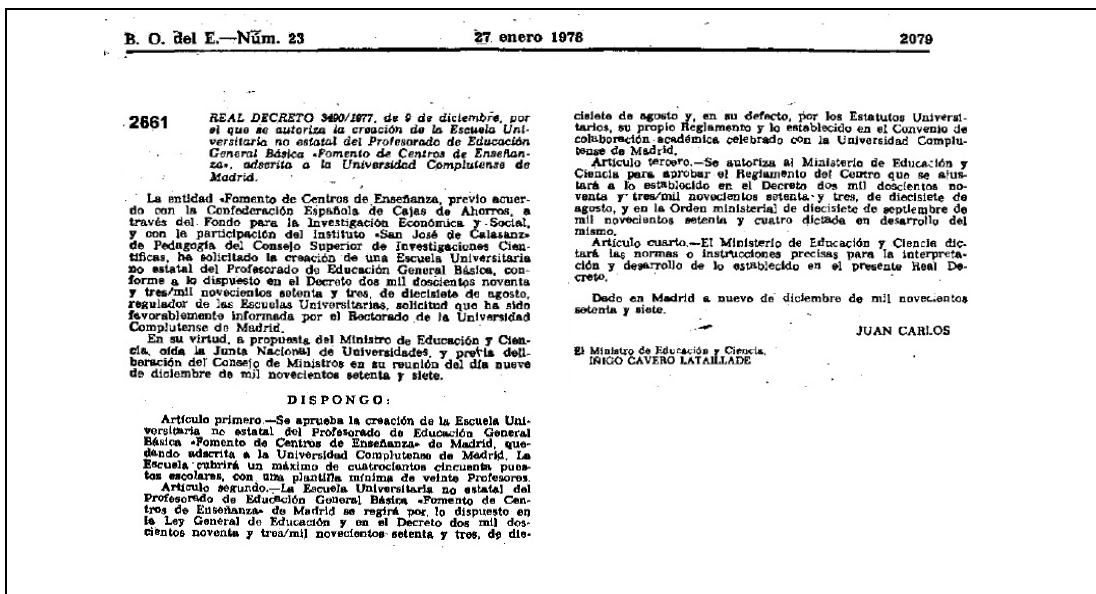 B. O. del E.—Núm. 23
27 enero 1978
2079
2661
REAL DECRETO 3490/1977, de 9 de diciembre, por
el que se autoriza la creación de la Escuela Uni-
versitaria no estatal del Profesorado de Educación
General Básica «Fomento de Centros de Enseñan-
za», adscrita a la Universidad Complutense de
Madrid.
La entidad «Fomento de Centros de Enseñanza, previo acuer-
do con la Confederación Española de Cajas de Ahorros, a
través del Fondo para la Investigación Económica y Social,
y con la participación del Instituto «San José de Calasanz»
de Pedagogía del Consejo Superior de Investigaciones Cien-
tíficas, ha solicitado la creación de una Escuela Universitaria
no estatal del Profesorado de Educación General Básica, con-
forme a lo dispuesto en el Decreto dos mil doscientos noventa
y tres/mil novecientos setenta y tres, de diecisiete de agosto,
regulador de las Escuelas Universitarias, solicitud que ha sido
favorablemente informada por el Rectorado de la Universidad
Complutense de Madrid.
En su virtud, a propuesta del Ministro de Educación y Cien-
cia, oída la Junta Nacional de Universidades, y previa deli-
beración del Consejo de Ministros en su reunión del día nueve
de diciembre de mil novecientos setenta y siete.
DISPONGO:
Artículo primero.—Se aprueba la creación de la Escuela Uni-
versitaria no estatal del Profesorado de Educación General
Básica «Fomento de Centros de Enseñanza» de Madrid, que-
dando adscrita a la Universidad Complutense de Madrid. La
Escuela cubrirá un máximo de cuatrocientos cincuenta pues-
tos escolares, con una plantilla mínima de veinte Profesores.
Artículo segundo.—La Escuela Universitaria no estatal del
Profesorado de Educación General Básica «Fomento de Cen-
tros de Enseñanza» de Madrid se regirá por lo dispuesto en
la Ley General de Educación y en el Decreto dos mil dos-
cientos noventa y tres/mil novecientos setenta y tres, de die-
cisiete de agosto y, en su defecto, por los Estatutos Universi-
tarios, su propio Reglamento y lo establecido en el Convenio de
colaboración académica celebrado con la Universidad Complu-
tense de Madrid.
Artículo tercero.—Se autoriza al Ministerio de Educación y
Ciencia para aprobar el Reglamento del Centro que se ajus-
tará a lo establecido en el Decreto dos mil doscientos no-
venta y tres/mil novecientos setenta y tres, de diecisiete de
agosto, y en la Orden ministerial de diecisiete de septiembre de
mil novecientos setenta y cuatro dictada en desarrollo del
mismo.
Artículo cuarto.—El Ministerio de Educación y Ciencia dic-
tará las normas o instrucciones precisas para la interpreta-
ción y desarrollo de lo establecido en el presente Real De-
creto.
Dado en Madrid a nueve de diciembre de mil novecientos
setenta y siete.
JUAN CARLOS
El Ministro de Educación y Ciencia,
IÑIGO CAVERO LATAILLADE